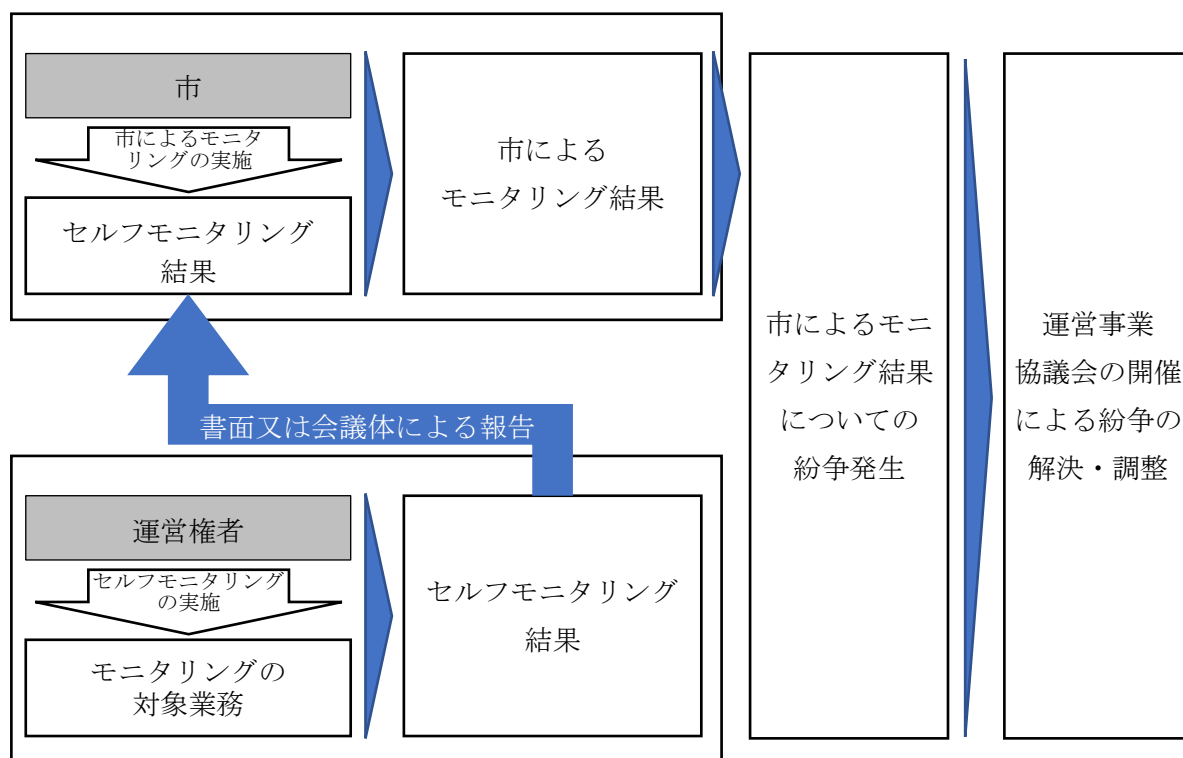 市
市によるモニタ
リングの実施
セルフモニタリング
結果
市による
モニタリング結果
書面又は会議体による報告
運営権者
セルフモニタリング
の実施
モニタリングの
対象業務
セルフモニタリング
結果
市によるモニ
タリング結果
についての
紛争発生
運営事業
協議会の開催
による紛争の
解決・調整